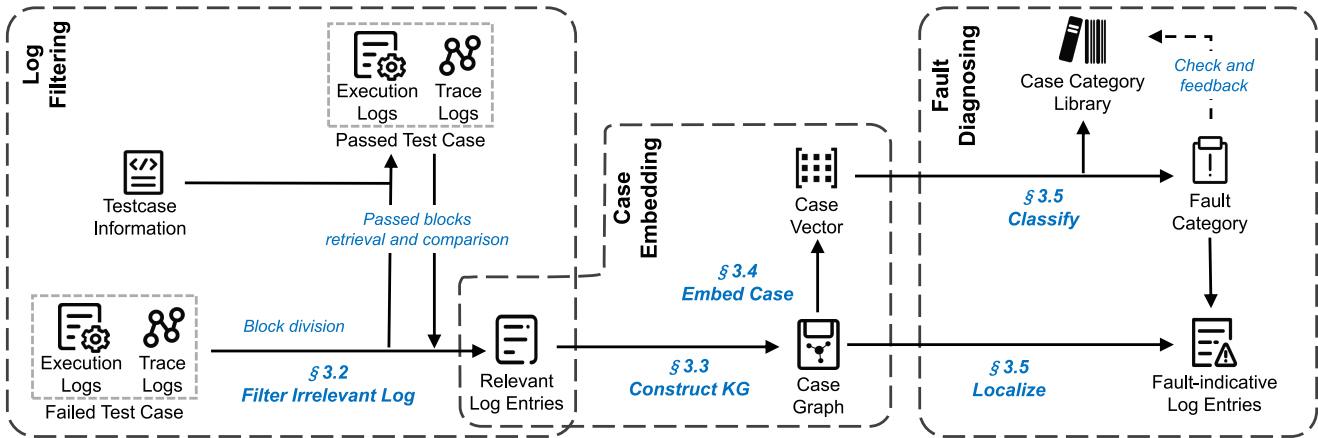 Log
Filtering
Execution
Logs
Trace
Logs
Passed Test Case
</>
Testcase
Information
Passed blocks
retrieval and comparison
Execution
Logs
Trace
Logs
Failed Test Case
Block division
§ 3.2
Filter Irrelevant Log
Relevant
Log Entries
Case
Embedding
Case
Vector
§ 3.4
Embed Case
§ 3.3
Construct KG
Case
Graph
Fault
Diagnosing
Case Category
Library
Check and
feedback
§ 3.5
Classify
Fault
Category
§ 3.5
Localize
Fault-indicative
Log Entries